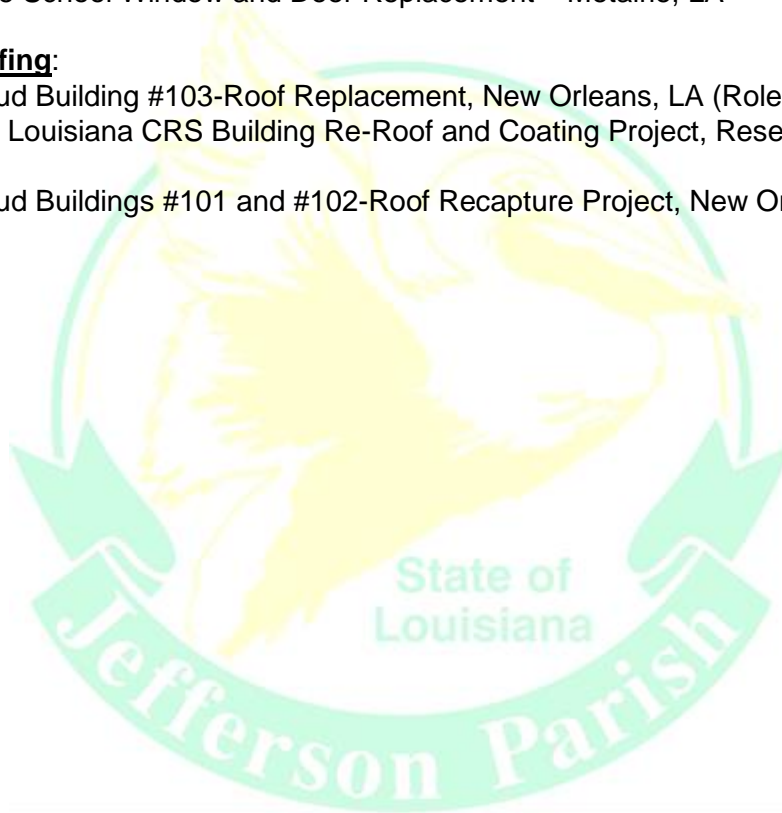 School Window and Door Replacement – Metairie, LA
fing:
ud Building #103-Roof Replacement, New Orleans, LA (Role
Louisiana CRS Building Re-Roof and Coating Project, Rese
ud Buildings #101 and #102-Roof Recapture Project, New Or
State of
Louisiana
Jefferson Parish